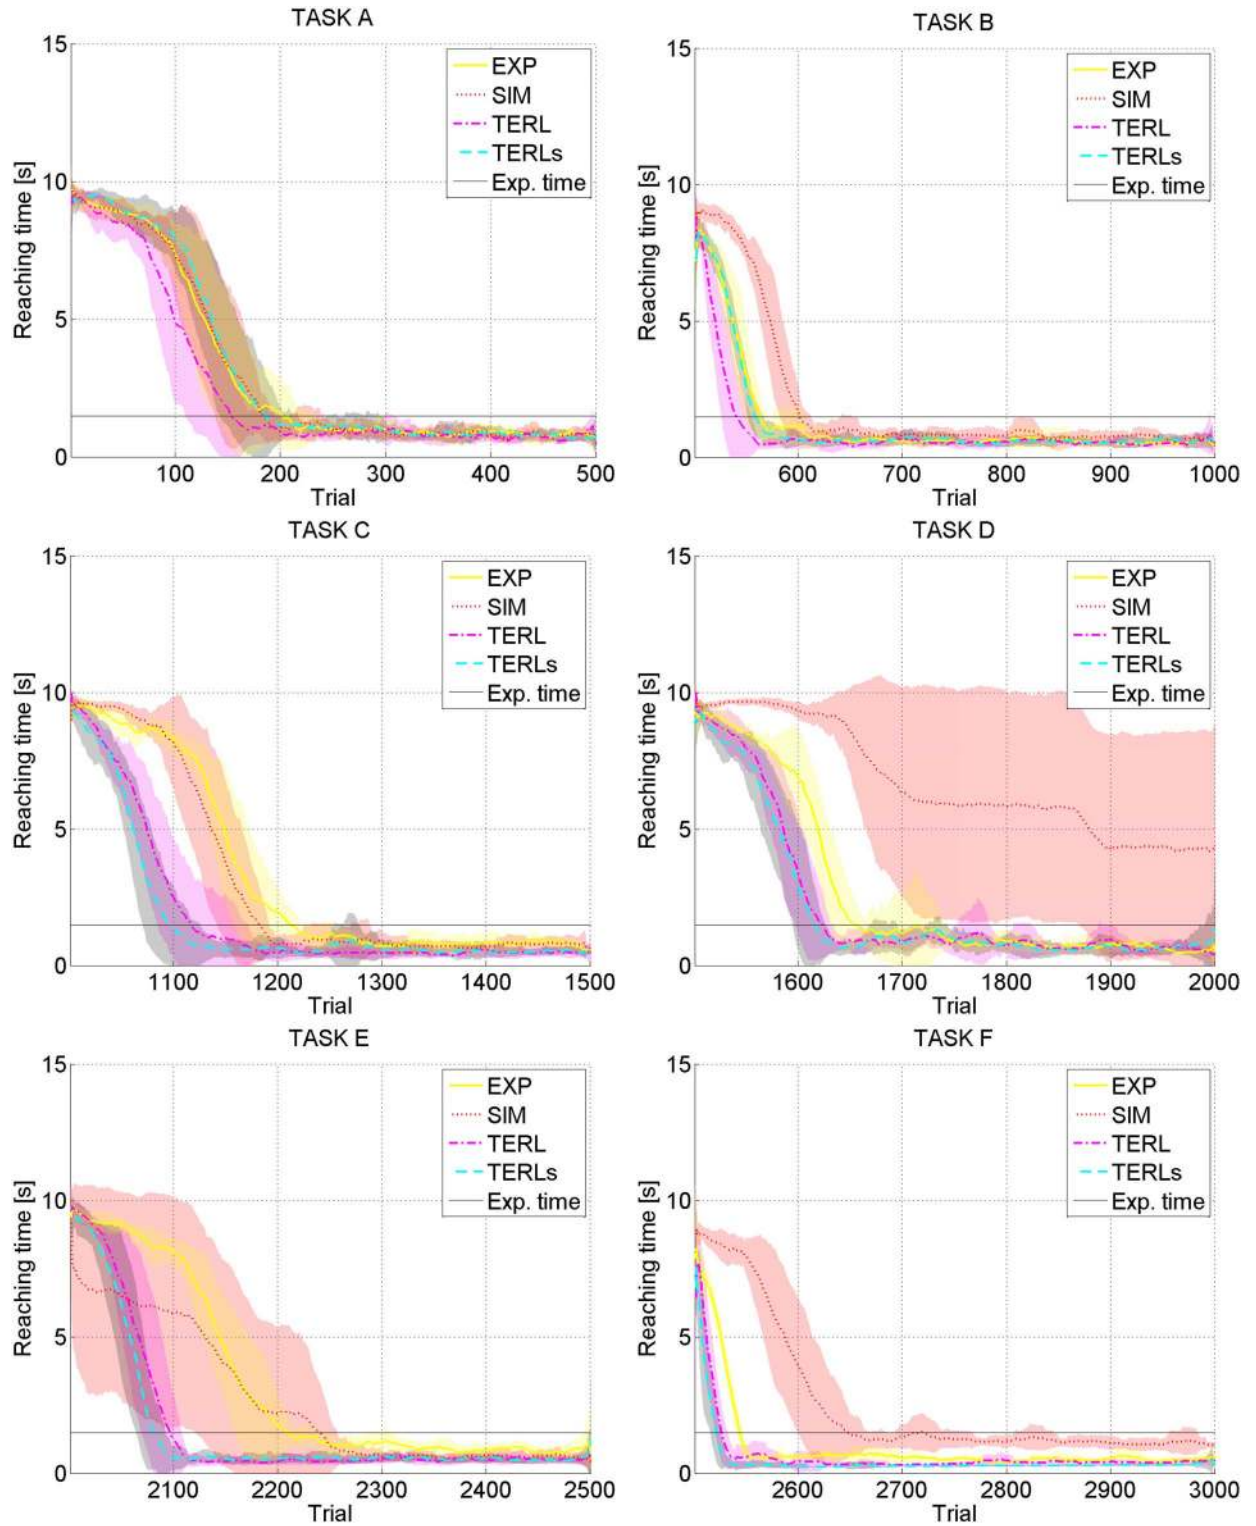 TASK A
15
10
5
0
Reaching time [s]
EXP
SIM
TERL
TERLs
Exp. time
100 200 300 400 500
Trial
TASK B
15
10
5
0
Reaching time [s]
EXP
SIM
TERL
TERLs
Exp. time
600 700 800 900 1000
Trial
TASK C
15
10
5
0
Reaching time [s]
EXP
SIM
TERL
TERLs
Exp. time
1100 1200 1300 1400 1500
Trial
TASK D
15
10
5
0
Reaching time [s]
EXP
SIM
TERL
TERLs
Exp. time
1600 1700 1800 1900 2000
Trial
TASK E
15
10
5
0
Reaching time [s]
EXP
SIM
TERL
TERLs
Exp. time
2100 2200 2300 2400 2500
Trial
TASK F
15
10
5
0
Reaching time [s]
EXP
SIM
TERL
TERLs
Exp. time
2600 2700 2800 2900 3000
Trial